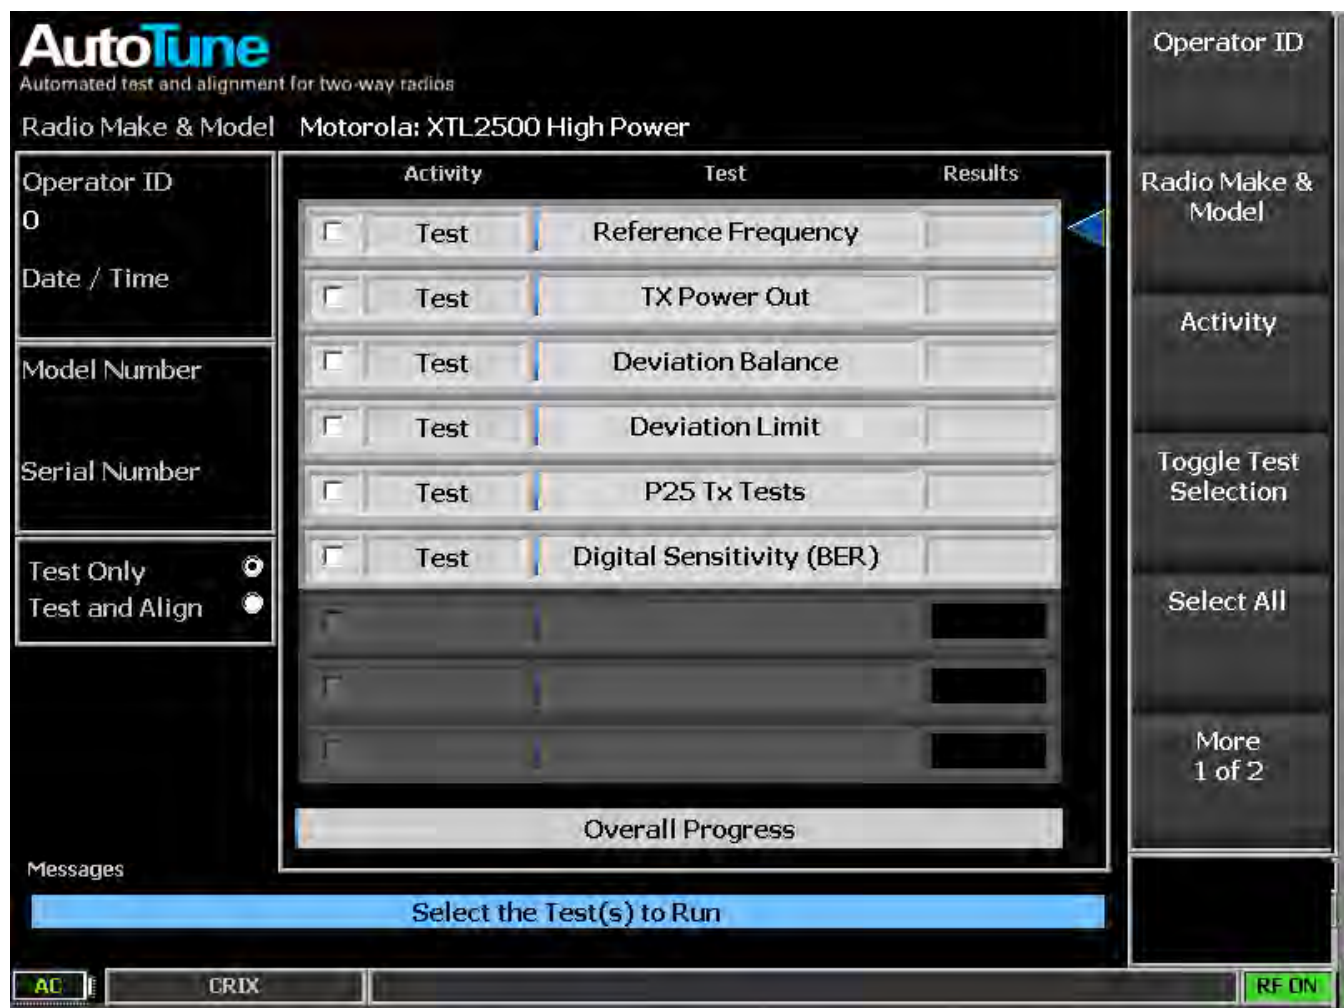 AutoTune
Automated test and alignment for two-way radios
Radio Make & Model Motorola: XTL2500 High Power
Operator ID
0
Date / Time
Model Number
Serial Number
Test Only
Test and Align
Activity Test Results
Test Reference Frequency
Test TX Power Out
Test Deviation Balance
Test Deviation Limit
Test P25 Tx Tests
Test Digital Sensitivity (BER)
Overall Progress
Messages
Select the Test(s) to Run
Operator ID
Radio Make &
Model
Activity
Toggle Test
Selection
Select All
More
1 of 2
AC CRIX RF ON